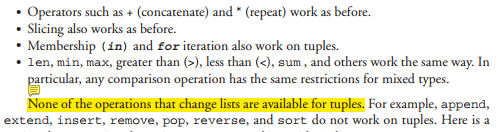 • Operators such as + (concatenate) and * (repeat) work as before.
• Slicing also works as before.
• Membership (in) and for iteration also work on tuples.
• len, min, max, greater than (>), less than (<), sum, and others work the same way. In
particular, any comparison operation has the same restrictions for mixed types.
None of the operations that change lists are available for tuples. For example, append,
extend, insert, remove, pop, reverse, and sort do not work on tuples. Here is a